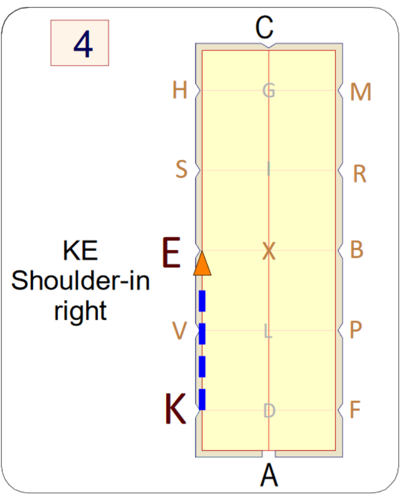 4
C
H G M
S I R
E X B
KE
Shoulder-in
right
V L P
K D F
A